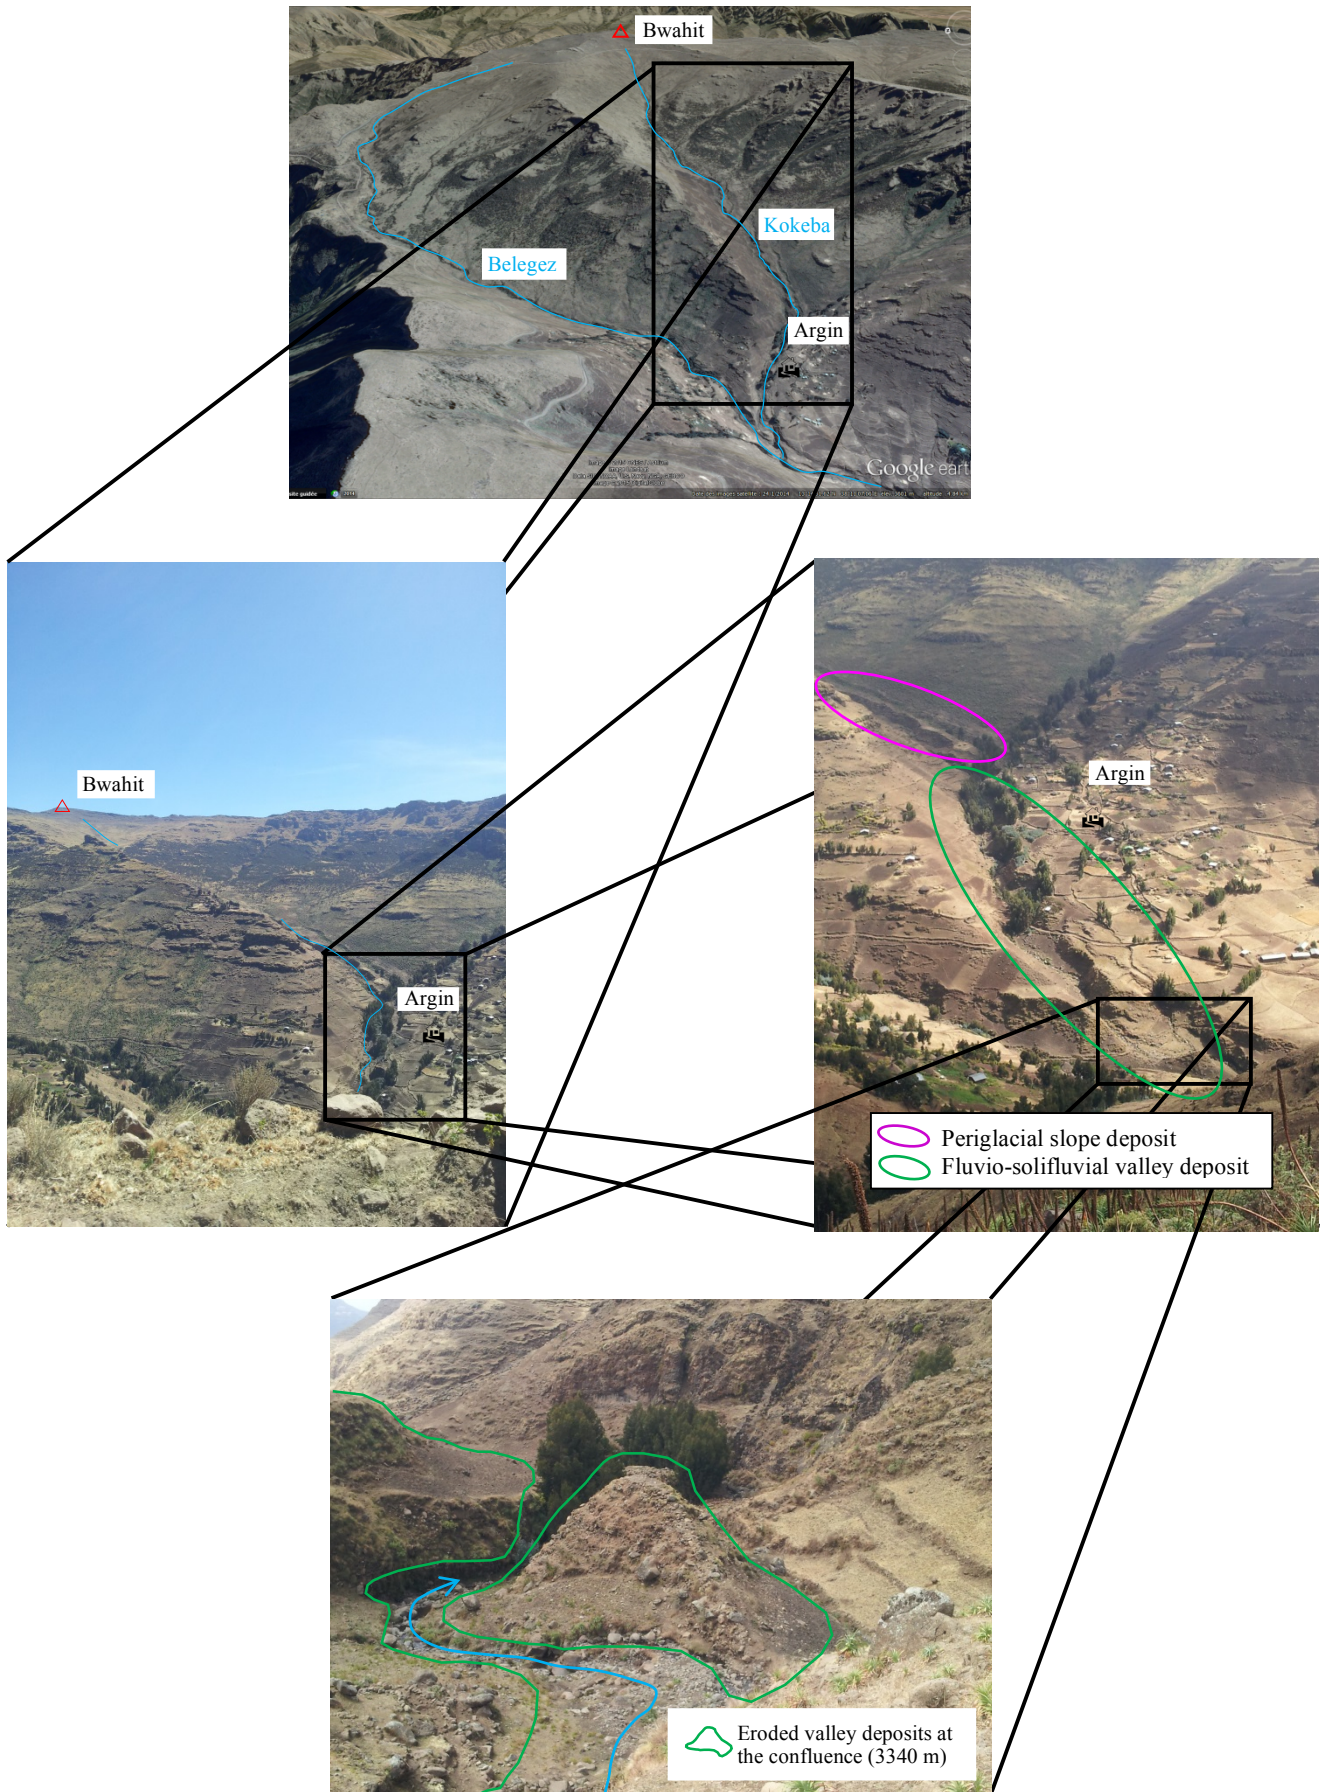 Bwahit
Kokeba
Belegez
Argin
Google eart
Bwahit
Argin
Argin
Periglacial slope deposit
Fluvio-solifluvial valley deposit
Eroded valley deposits at
the confluence (3340 m)